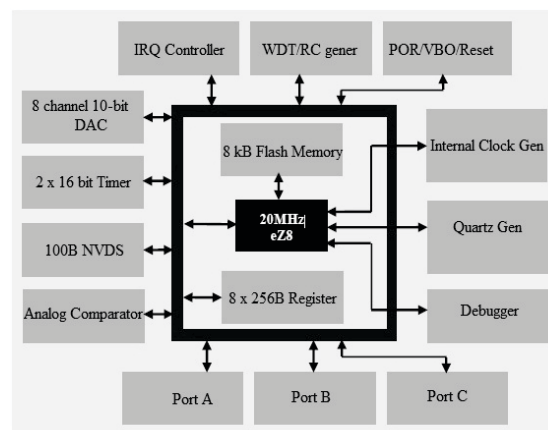 IRQ Controller
WDT/RC gener
POR/VBO/Reset
8 channel 10-bit
DAC
8 kB Flash Memory
Internal Clock Gen
2 x 16 bit Timer
20MHz|
eZ8
Quartz Gen
100B NVDS
8 x 256B Register
Analog Comparator
Debugger
Port A
Port B
Port C